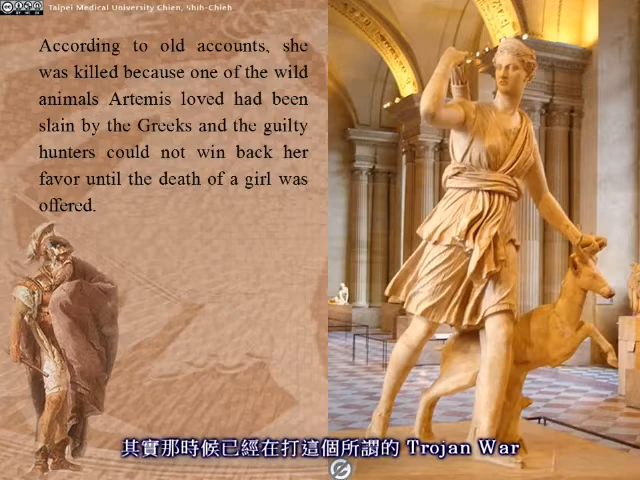 Taipei Medical University Chien, Shih-Chieh
According to old accounts, she
was killed because one of the wild
animals Artemis loved had been
slain by the Greeks and the guilty
hunters could not win back her
favor until the death of a girl was
offered.
其實那時候已經在打這個所謂的 Trojan War